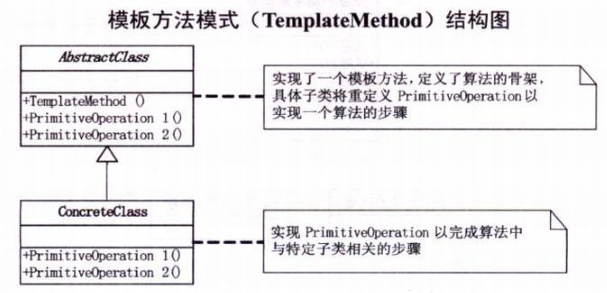 模板方法模式（TemplateMethod）结构图
AbstractClass
+TemplateMethod ()
+PrimitiveOperation 1()
+PrimitiveOperation 2()
实现了一个模板方法，定义了算法的骨架，
具体子类将重定义 PrimitiveOperation 以
实现一个算法的步骤
ConcreteClass
+PrimitiveOperation 1()
+PrimitiveOperation 2()
实现 PrimitiveOperation 以完成算法中
与特定子类相关的步骤